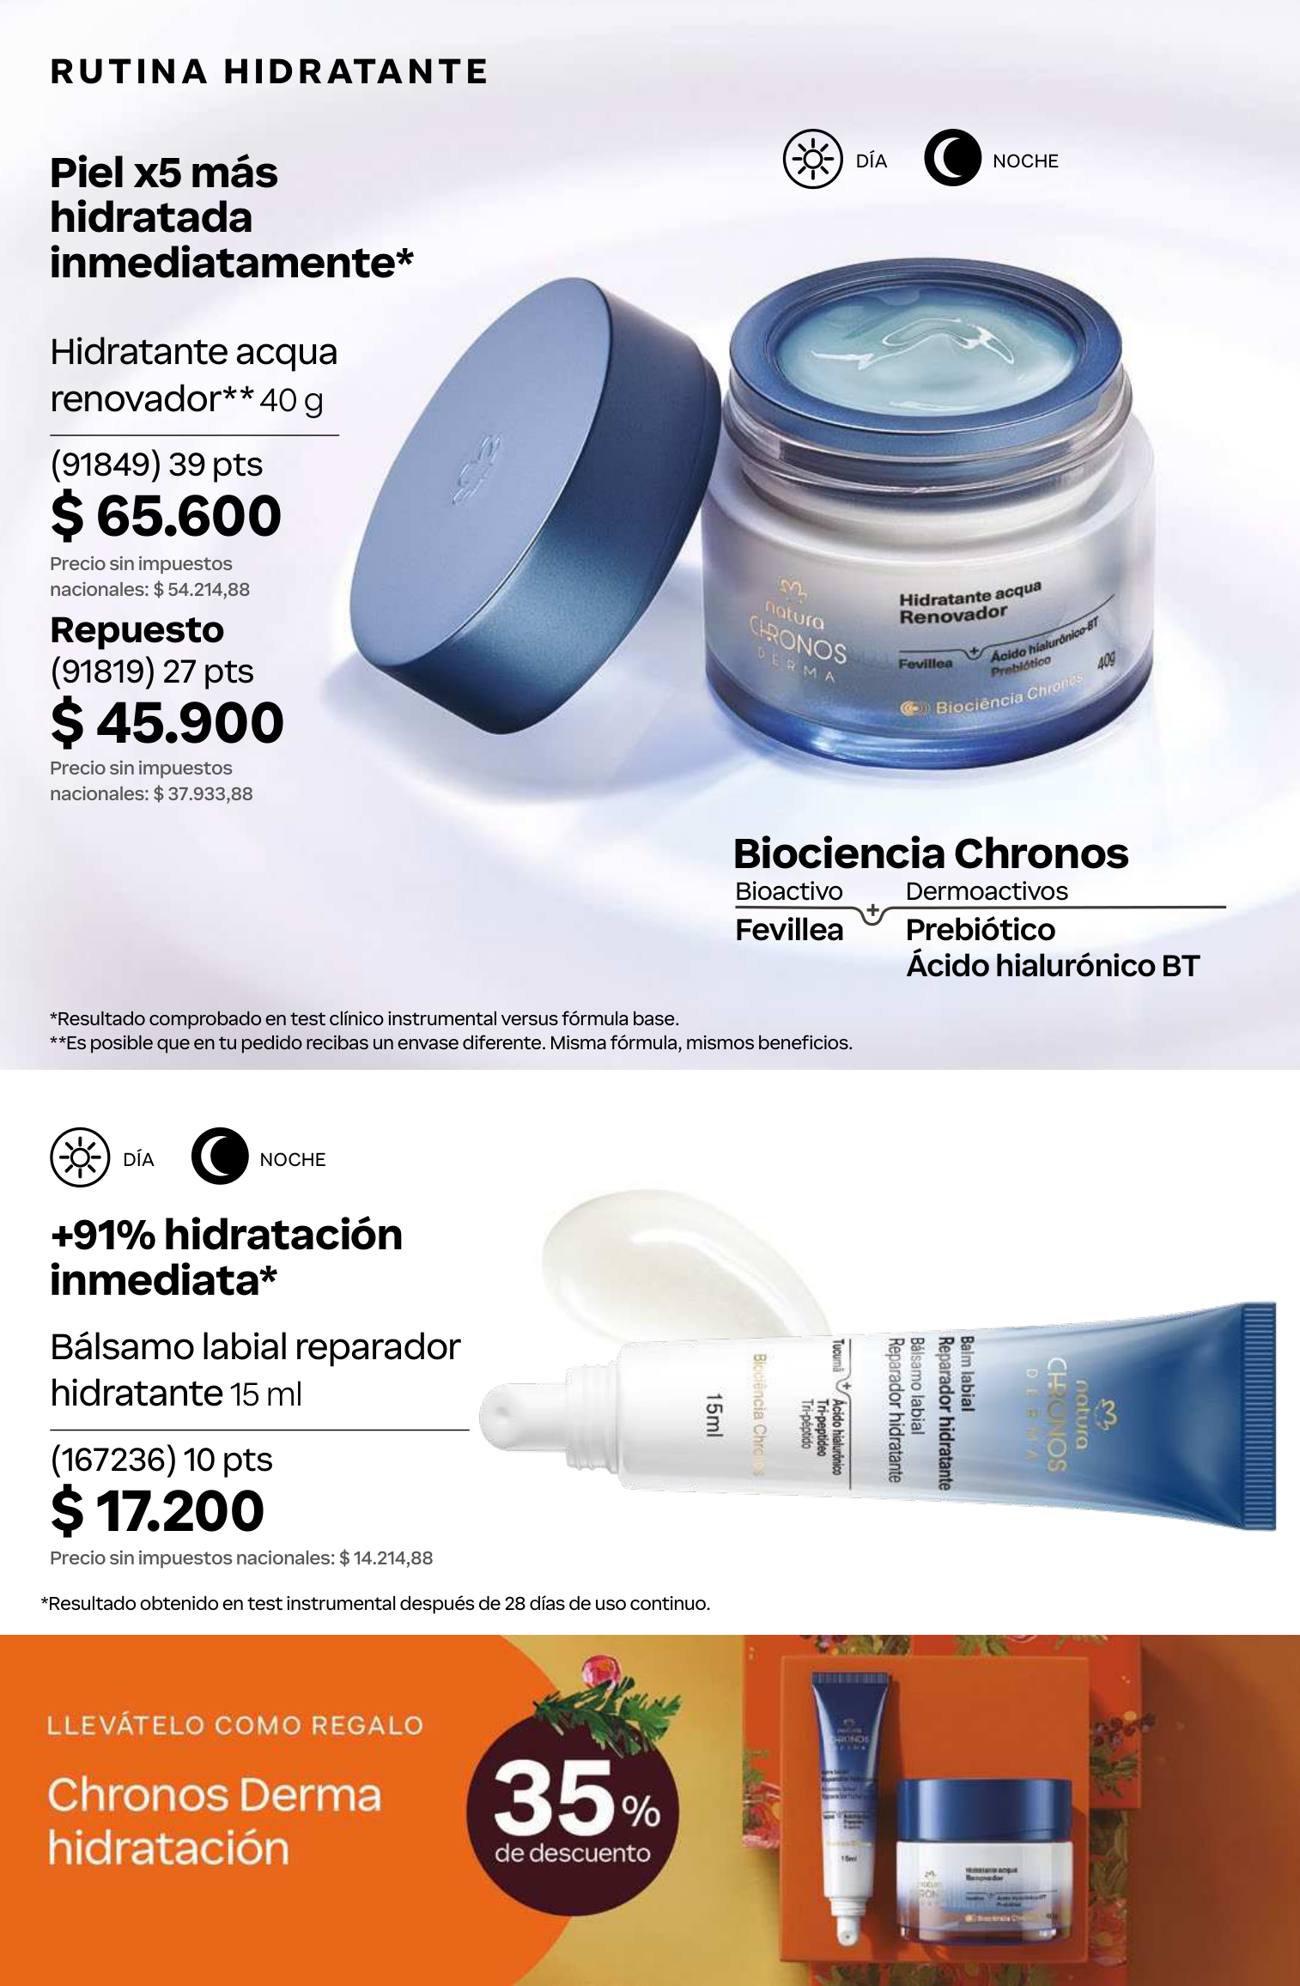 RUTINA HIDRATANTE
DÍA
NOCHE
Piel x5 más
hidratada
inmediatamente*
Hidratante acqua
renovador** 40 g
(91849) 39 pts
$ 65.600
Precio sin impuestos
nacionales: $ 54.214,88
Repuesto
(91819) 27 pts
$ 45.900
Precio sin impuestos
nacionales: $ 37.933,88
natura
CHRONOS
DERMA
Hidratante acqua
Renovador
Fevillea + Ácido hialurônico-BT
Prebiótico
40g
Biociência Chronos
Biociencia Chronos
Bioactivo + Dermoactivos
Fevillea Prebiótico
Ácido hialurónico BT
*Resultado comprobado en test clínico instrumental versus fórmula base.
**Es posible que en tu pedido recibas un envase diferente. Misma fórmula, mismos beneficios.
DÍA
NOCHE
+91% hidratación
inmediata*
Bálsamo labial reparador
hidratante 15 ml
(167236) 10 pts
$ 17.200
Precio sin impuestos nacionales: $ 14.214,88
natura
CHRONOS
DERMA
Balm labial
Reparador hidratante
Bálsamo labial
Reparador hidratante
Tucumã + Ácido hialurônico
Tri-peptídeo
Tri-péptido
Biociência Chronos
15ml
*Resultado obtenido en test instrumental después de 28 días de uso continuo.
LLEVÁTELO COMO REGALO
Chronos Derma
hidratación
35%
de descuento
CHRONOS
15ml
Hidratante acqua
Renovador